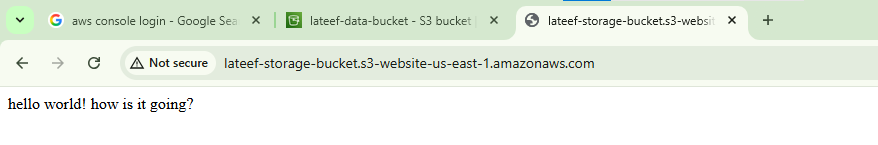 aws console login - Google Sea
lateef-data-bucket - S3 bucket
lateef-storage-bucket.s3-websit
Not secure
lateef-storage-bucket.s3-website-us-east-1.amazonaws.com
hello world! how is it going?